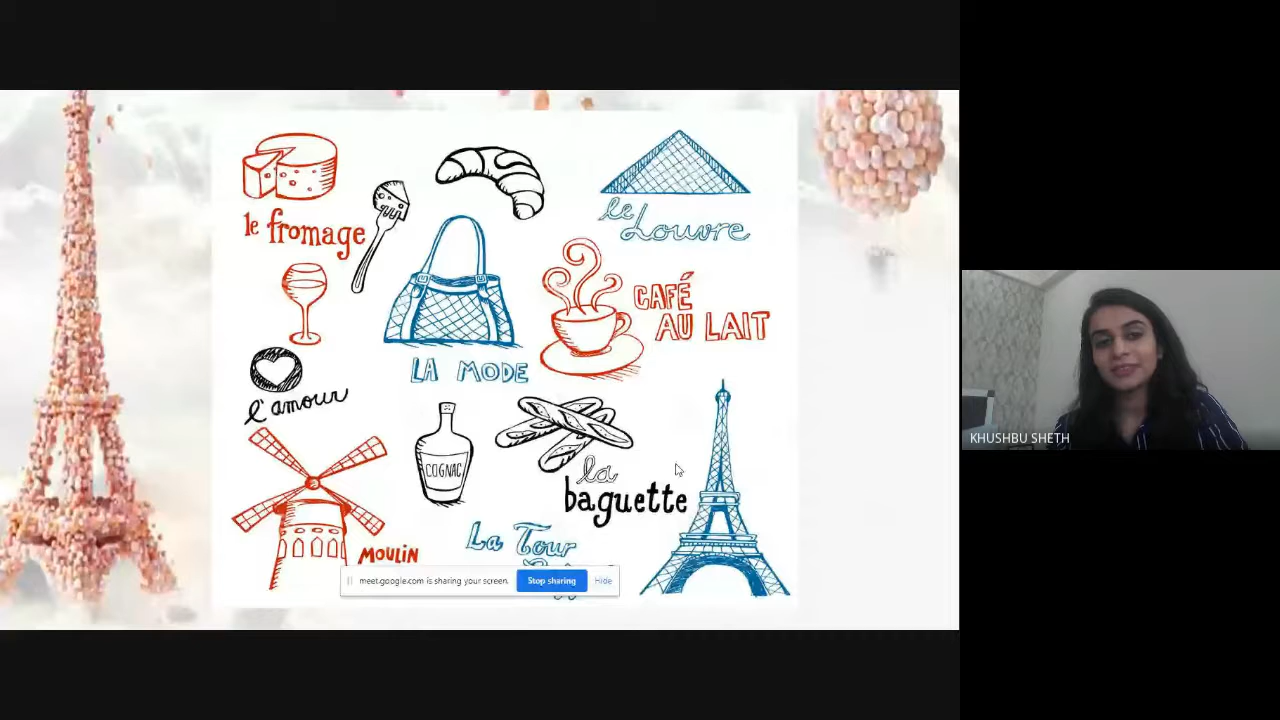 le fromage
le
Louvre
CAFÉ
AU LAIT
LA MODE
l'amour
COGNAC
la
baguette
La Tour
MOULIN
meet.google.com is sharing your screen.
Stop sharing
Hide
KHUSHBU SHETH